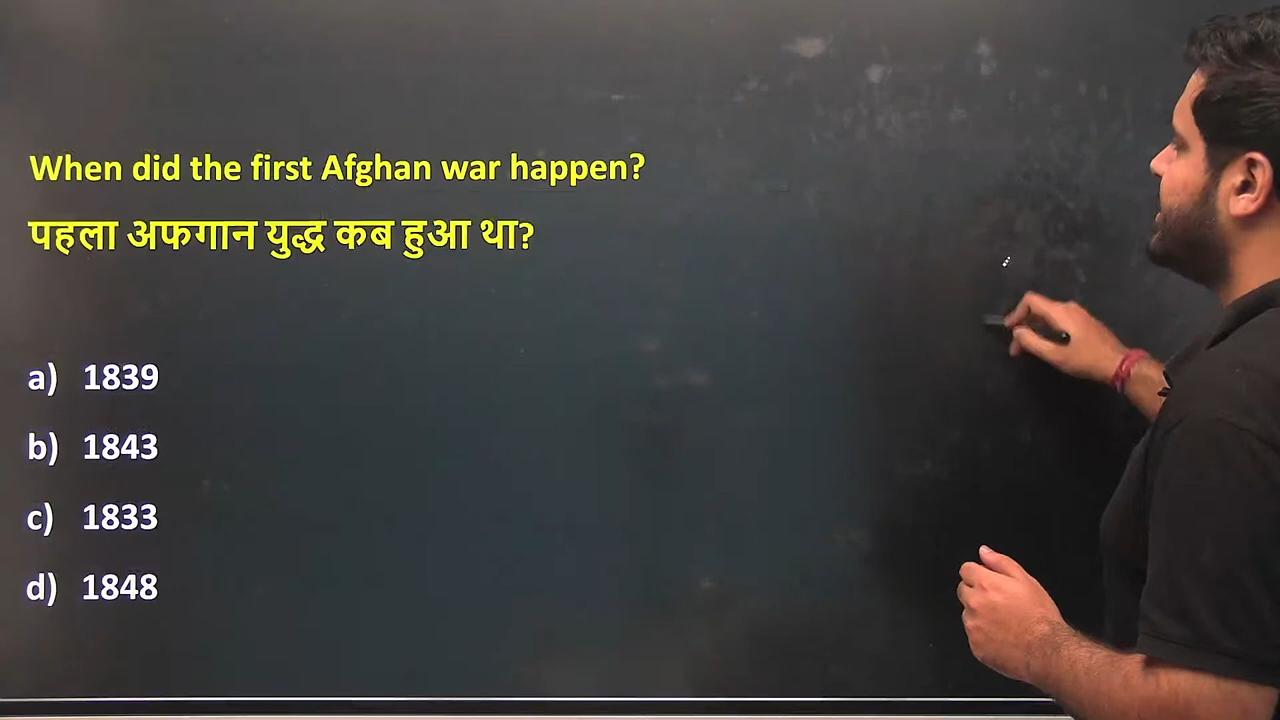 When did the first Afghan war happen?
पहला अफगान युद्ध कब हुआ था?
a) 1839
b) 1843
c) 1833
d) 1848